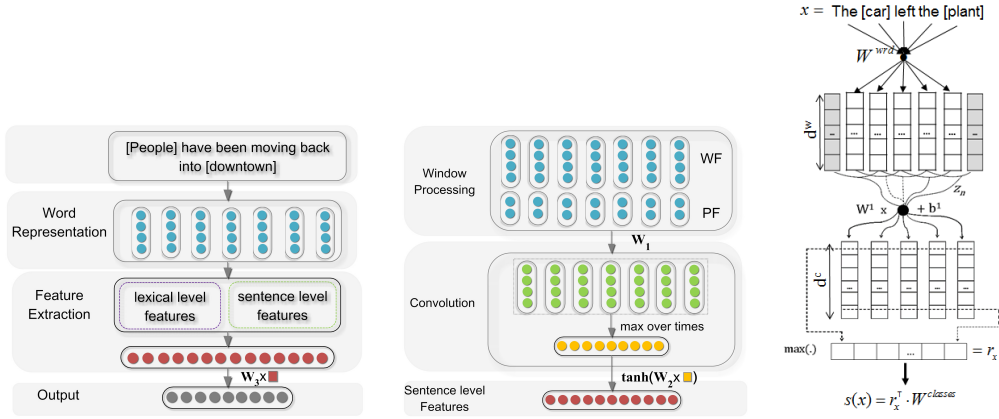 [People] have been moving back
into [downtown]
Word
Representation
Feature
Extraction
lexical level
features
sentence level
features
W₃x
Output
Window
Processing
WF
PF
W₁
Convolution
max over times
tanh(W₂x )
Sentence level
Features
x = The [car] left the [plant]
W^wrd
d^w
... ... ... ... ... ... ...
z_n
W¹ x + b¹
d^c
... ... ... ... ...
max(.) ... = r_x
s(x) = r_x^T · W^classes